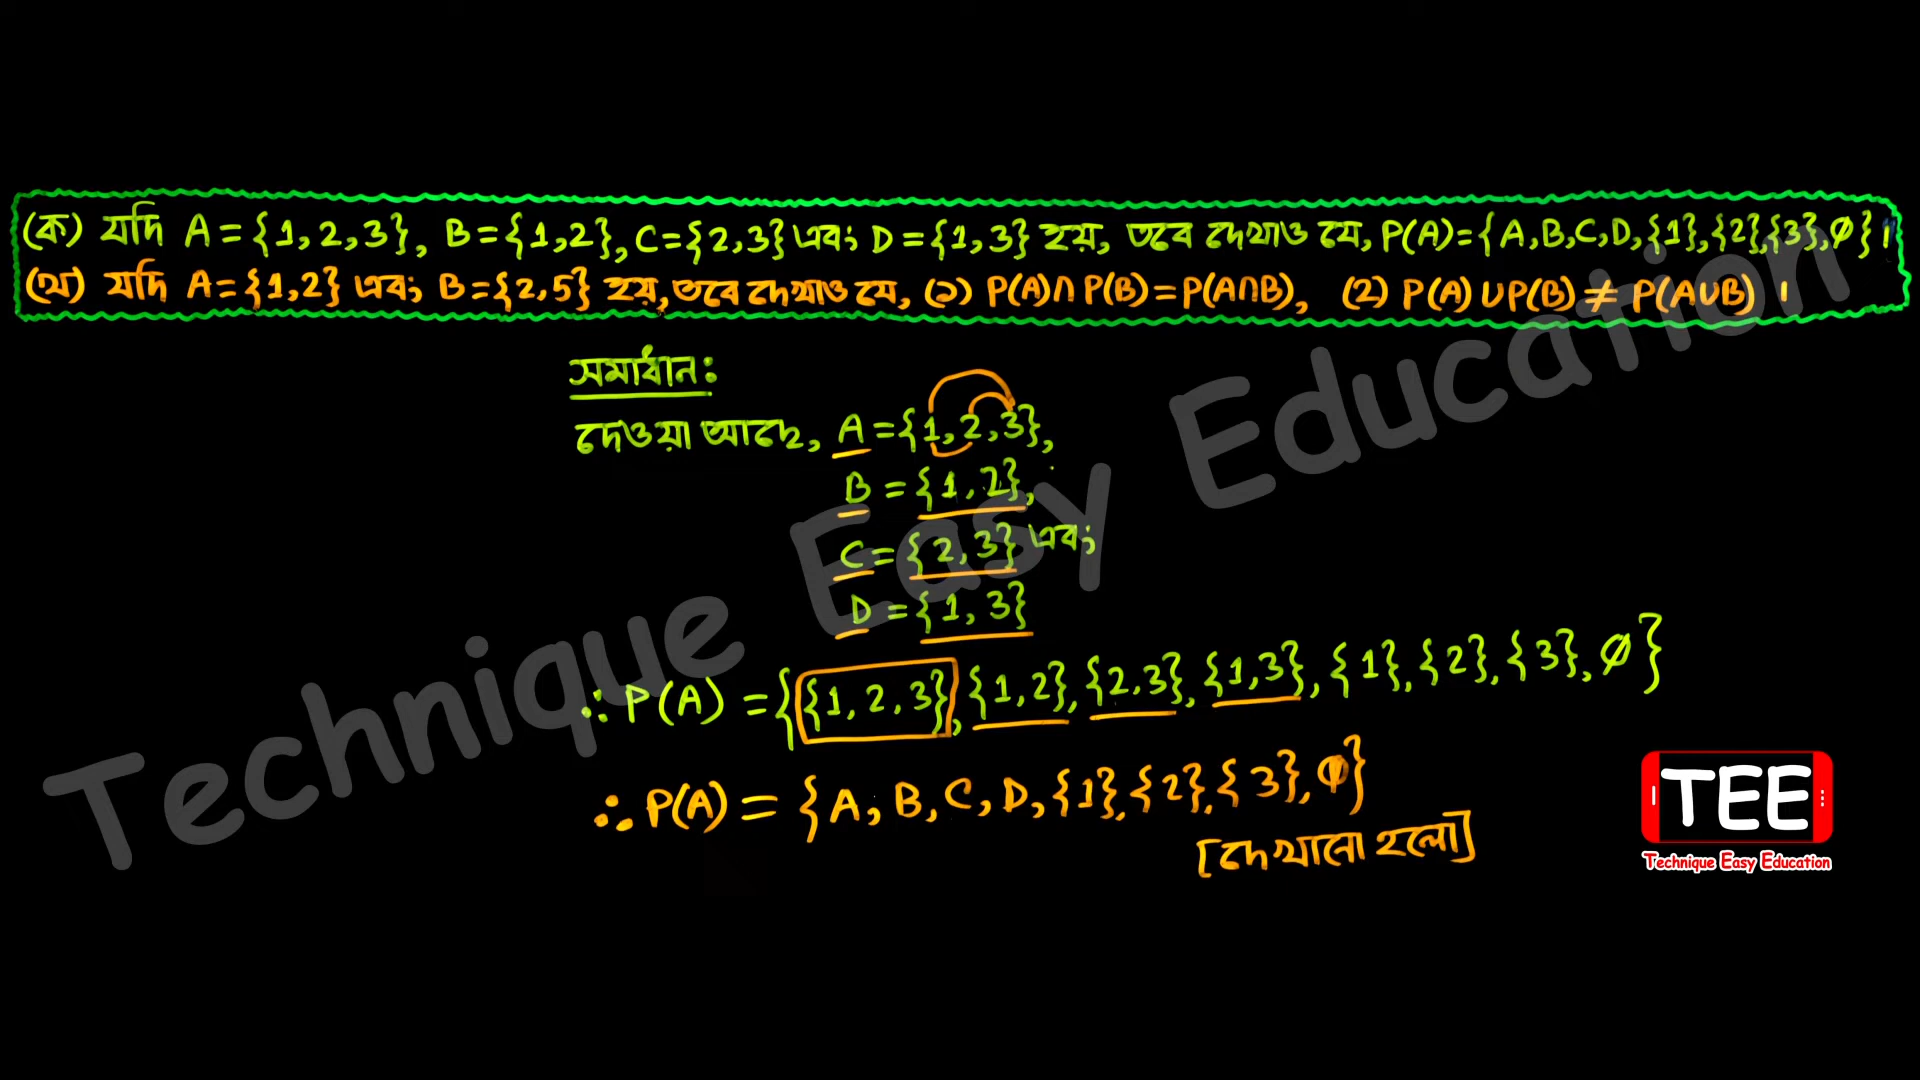 (ক) যদি A={1,2,3}, B={1,2}, C={2,3} এবং D={1,3} হয়, তবে দেখাও যে, P(A)={A,B,C,D,{1},{2},{3},∅}।
(খ) যদি A={1,2} এবং B={2,5} হয়, তবে দেখাও যে, (১) P(A)∩P(B)=P(A∩B), (2) P(A)∪P(B)≠P(A∪B)।
সমাধান:
দেওয়া আছে, A={1,2,3},
B={1,2},
C={2,3} এবং
D={1,3}
∴ P(A)={{1,2,3},{1,2},{2,3},{1,3},{1},{2},{3},∅}
∴ P(A)={A,B,C,D,{1},{2},{3},∅}
[দেখানো হলো]
Technique Easy Education
TEE
Technique Easy Education